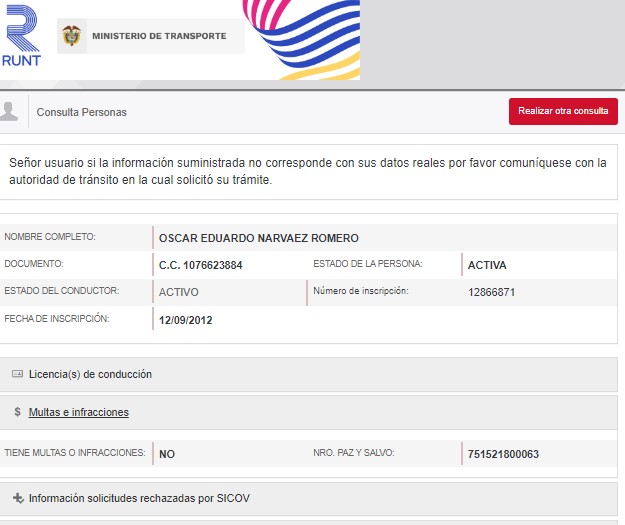 RUNT
MINISTERIO DE TRANSPORTE
Consulta Personas
Realizar otra consulta
Señor usuario si la información suministrada no corresponde con sus datos reales por favor comuníquese con la
autoridad de tránsito en la cual solicitó su trámite.
NOMBRE COMPLETO: OSCAR EDUARDO NARVAEZ ROMERO
DOCUMENTO: C.C. 1076623884 ESTADO DE LA PERSONA: ACTIVA
ESTADO DEL CONDUCTOR: ACTIVO Número de inscripción: 12866871
FECHA DE INSCRIPCIÓN: 12/09/2012
Licencia(s) de conducción
$ Multas e infracciones
TIENE MULTAS O INFRACCIONES: NO NRO. PAZ Y SALVO: 751521800063
Información solicitudes rechazadas por SICOV